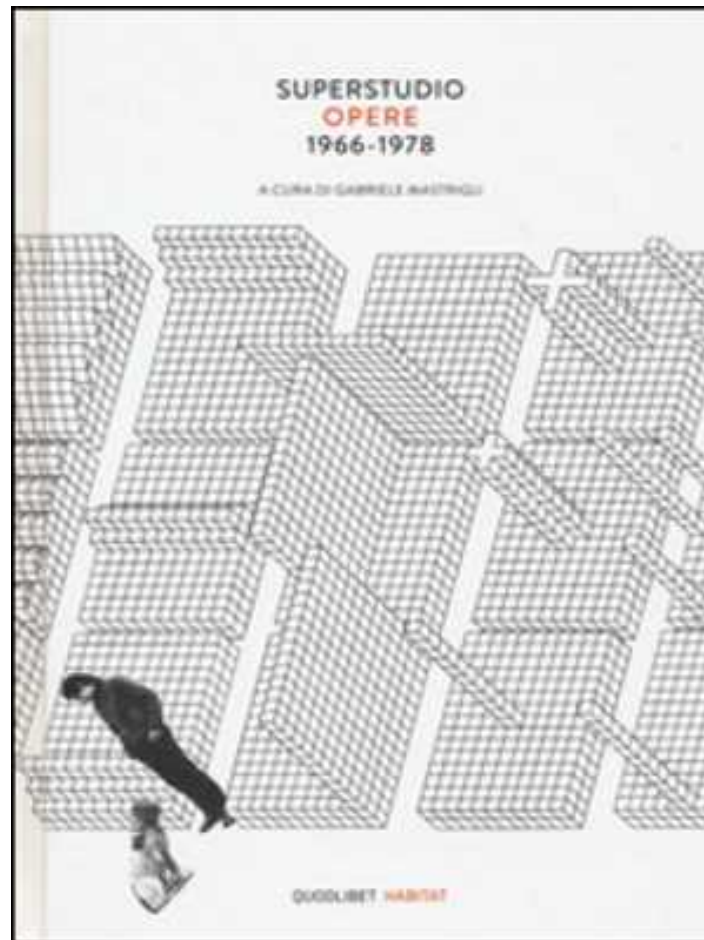 SUPERSTUDIO
OPERE
1966-1978
A CURA DI GABRIELE MASTRIGLI
QUODLIBET HABITAT